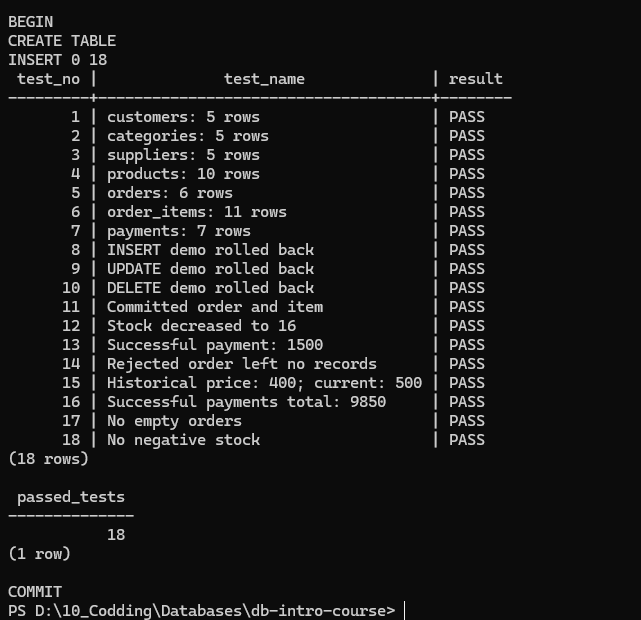 BEGIN
CREATE TABLE
INSERT 0 18
 test_no |              test_name              | result
---------+-------------------------------------+--------
       1 | customers: 5 rows                   | PASS
       2 | categories: 5 rows                  | PASS
       3 | suppliers: 5 rows                   | PASS
       4 | products: 10 rows                   | PASS
       5 | orders: 6 rows                      | PASS
       6 | order_items: 11 rows                | PASS
       7 | payments: 7 rows                    | PASS
       8 | INSERT demo rolled back             | PASS
       9 | UPDATE demo rolled back             | PASS
      10 | DELETE demo rolled back             | PASS
      11 | Committed order and item            | PASS
      12 | Stock decreased to 16               | PASS
      13 | Successful payment: 1500            | PASS
      14 | Rejected order left no records      | PASS
      15 | Historical price: 400; current: 500 | PASS
      16 | Successful payments total: 9850     | PASS
      17 | No empty orders                     | PASS
      18 | No negative stock                   | PASS
(18 rows)

 passed_tests
--------------
           18
(1 row)

COMMIT
PS D:\10_Codding\Databases\db-intro-course>